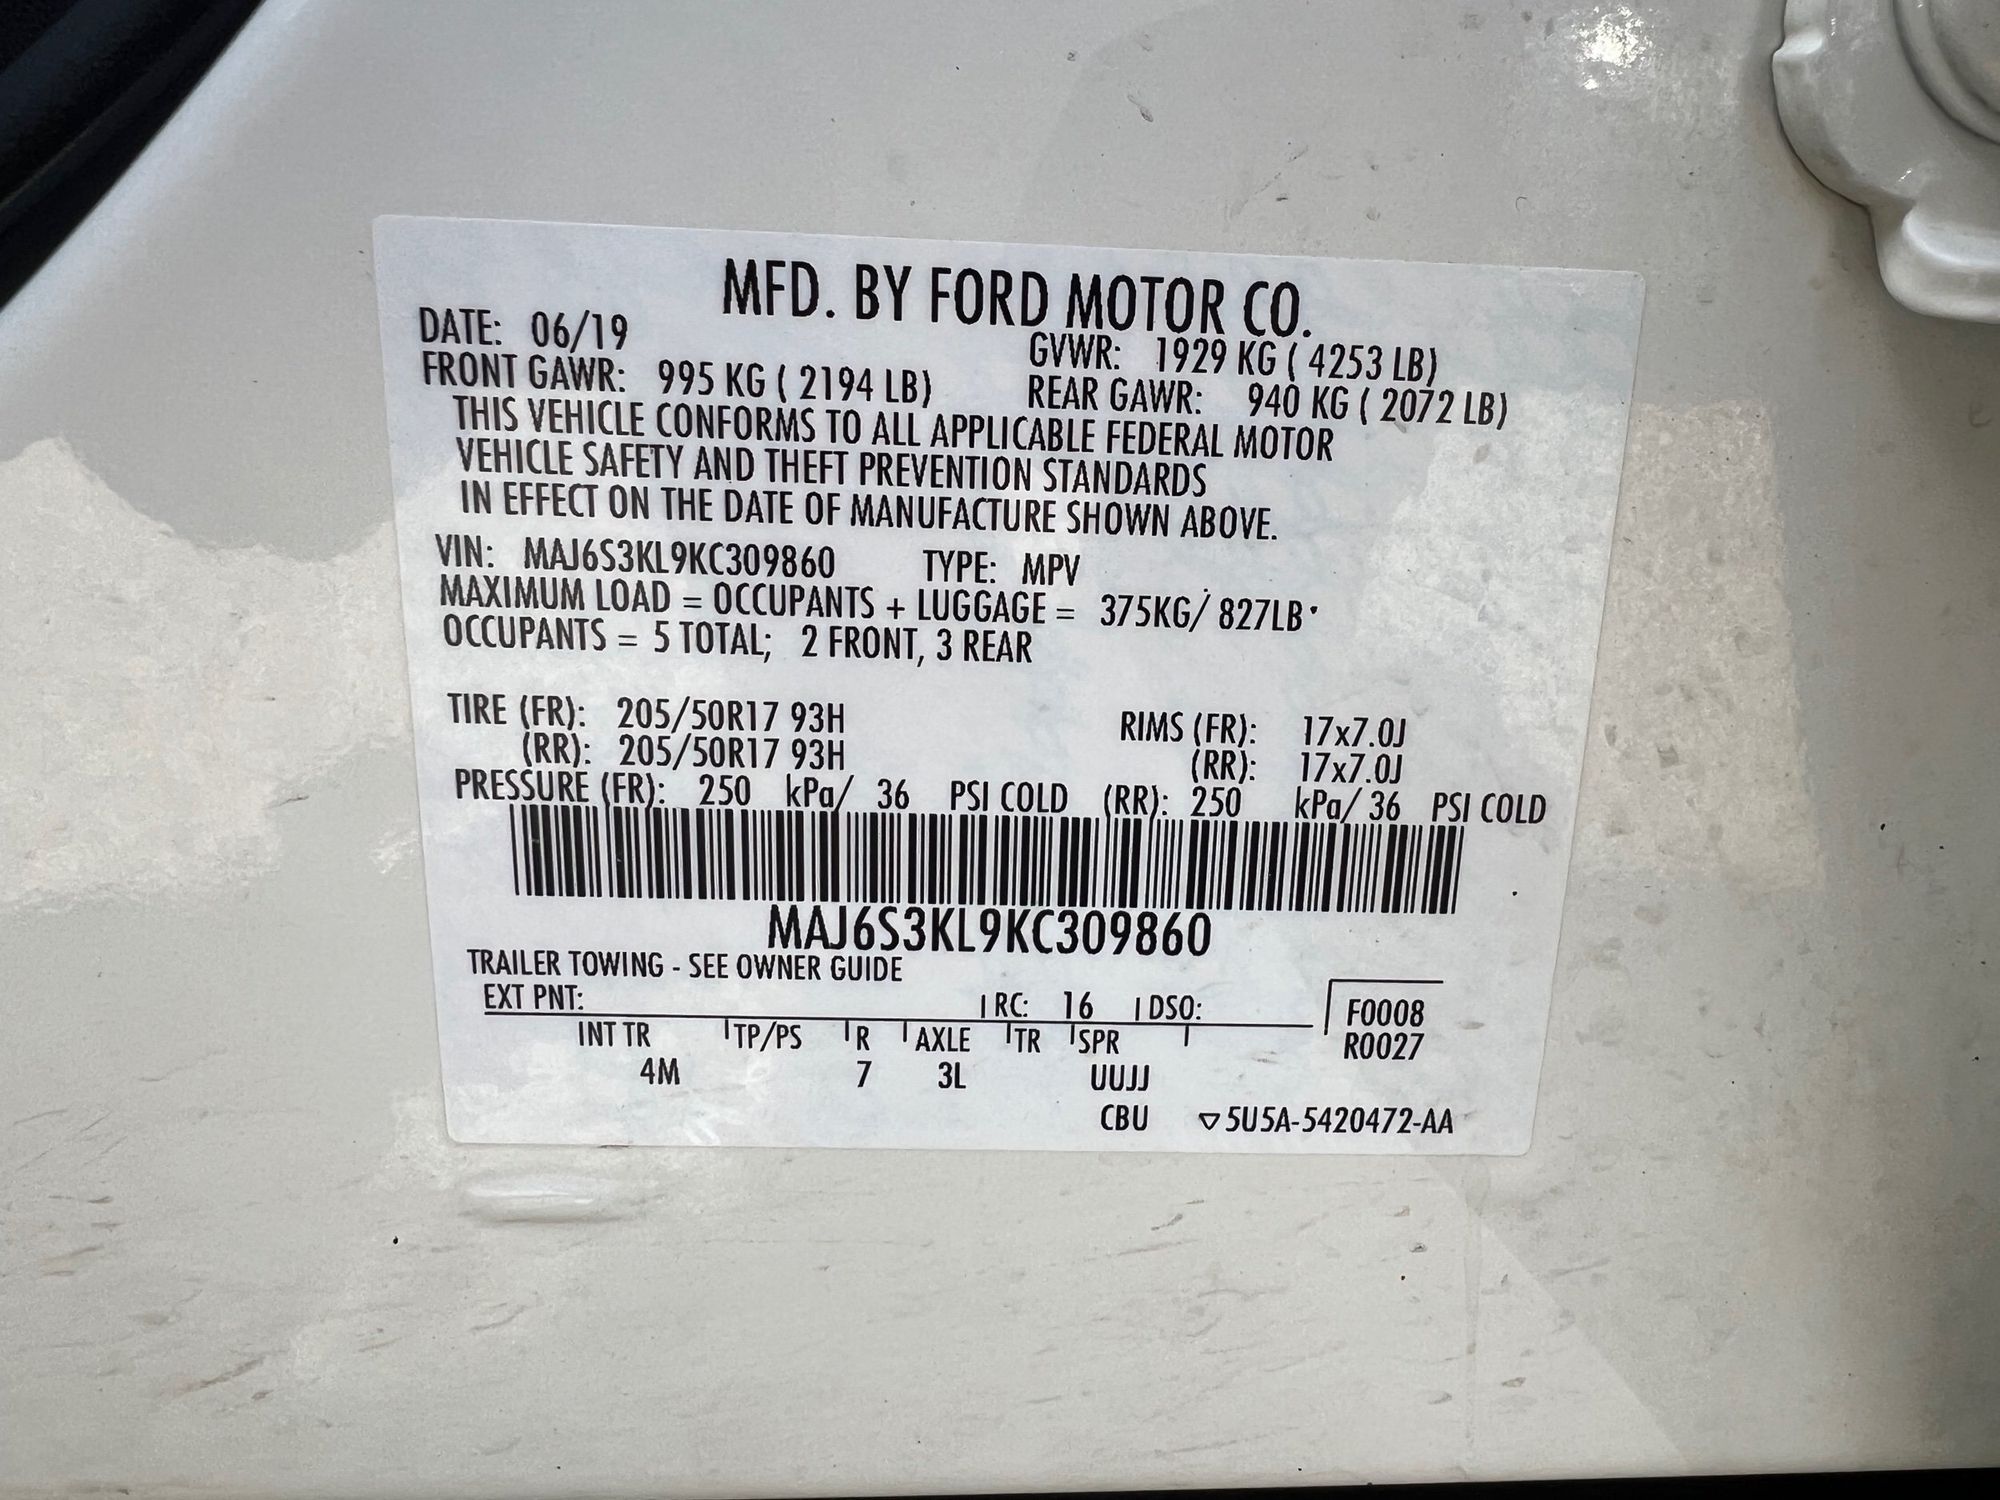 MFD. BY FORD MOTOR CO.
DATE: 06/19 GVWR: 1929 KG ( 4253 LB)
FRONT GAWR: 995 KG ( 2194 LB) REAR GAWR: 940 KG ( 2072 LB)
THIS VEHICLE CONFORMS TO ALL APPLICABLE FEDERAL MOTOR
VEHICLE SAFETY AND THEFT PREVENTION STANDARDS
IN EFFECT ON THE DATE OF MANUFACTURE SHOWN ABOVE.
VIN: MAJ6S3KL9KC309860 TYPE: MPV
MAXIMUM LOAD = OCCUPANTS + LUGGAGE = 375KG/ 827LB
OCCUPANTS = 5 TOTAL; 2 FRONT, 3 REAR
TIRE (FR): 205/50R17 93H RIMS (FR): 17x7.0J
(RR): 205/50R17 93H (RR): 17x7.0J
PRESSURE (FR): 250 kPa/ 36 PSI COLD (RR): 250 kPa/ 36 PSI COLD
MAJ6S3KL9KC309860
TRAILER TOWING - SEE OWNER GUIDE
EXT PNT: RC: 16 DSO: F0008
INT TR TP/PS R AXLE TR SPR R0027
4M 7 3L UUJJ
CBU ▽5U5A-5420472-AA